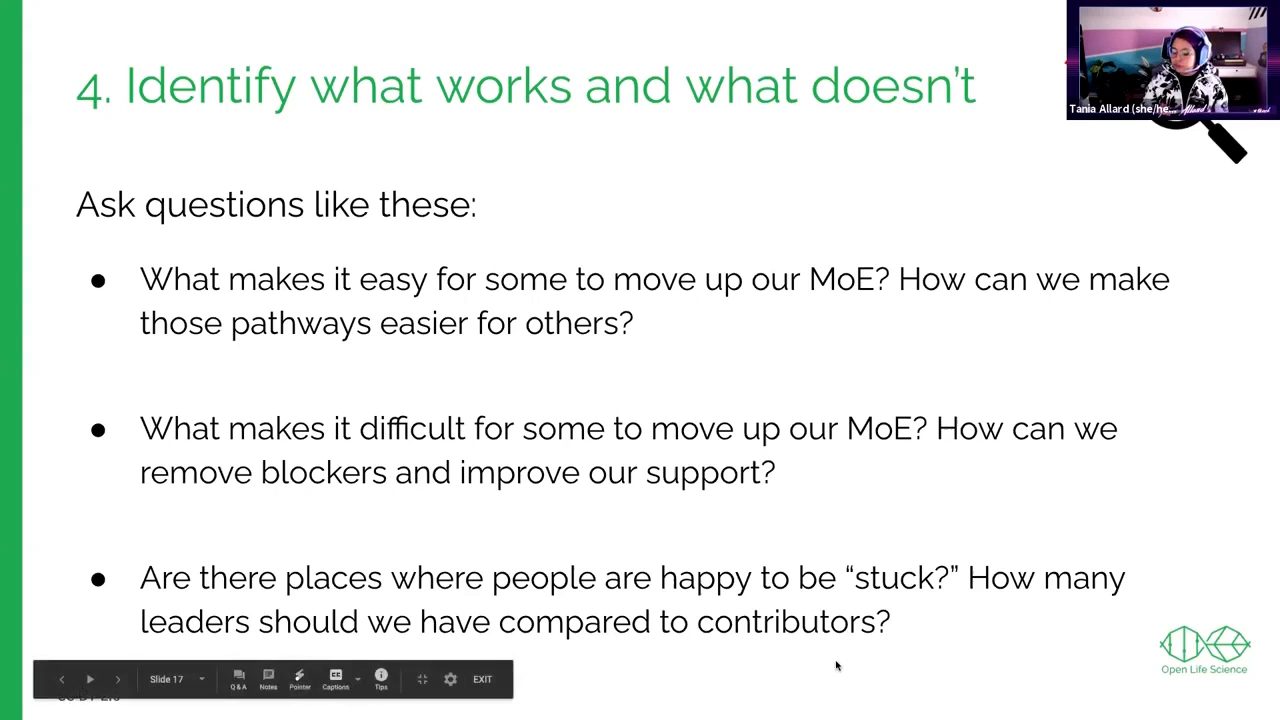 4. Identify what works and what doesn't
Tania Allard (she/he...
Ask questions like these:
● What makes it easy for some to move up our MoE? How can we make
those pathways easier for others?
● What makes it difficult for some to move up our MoE? How can we
remove blockers and improve our support?
● Are there places where people are happy to be “stuck?” How many
leaders should we have compared to contributors?
Open Life Science
Slide 17
Q & A
Notes
Pointer
Captions
Tips
EXIT